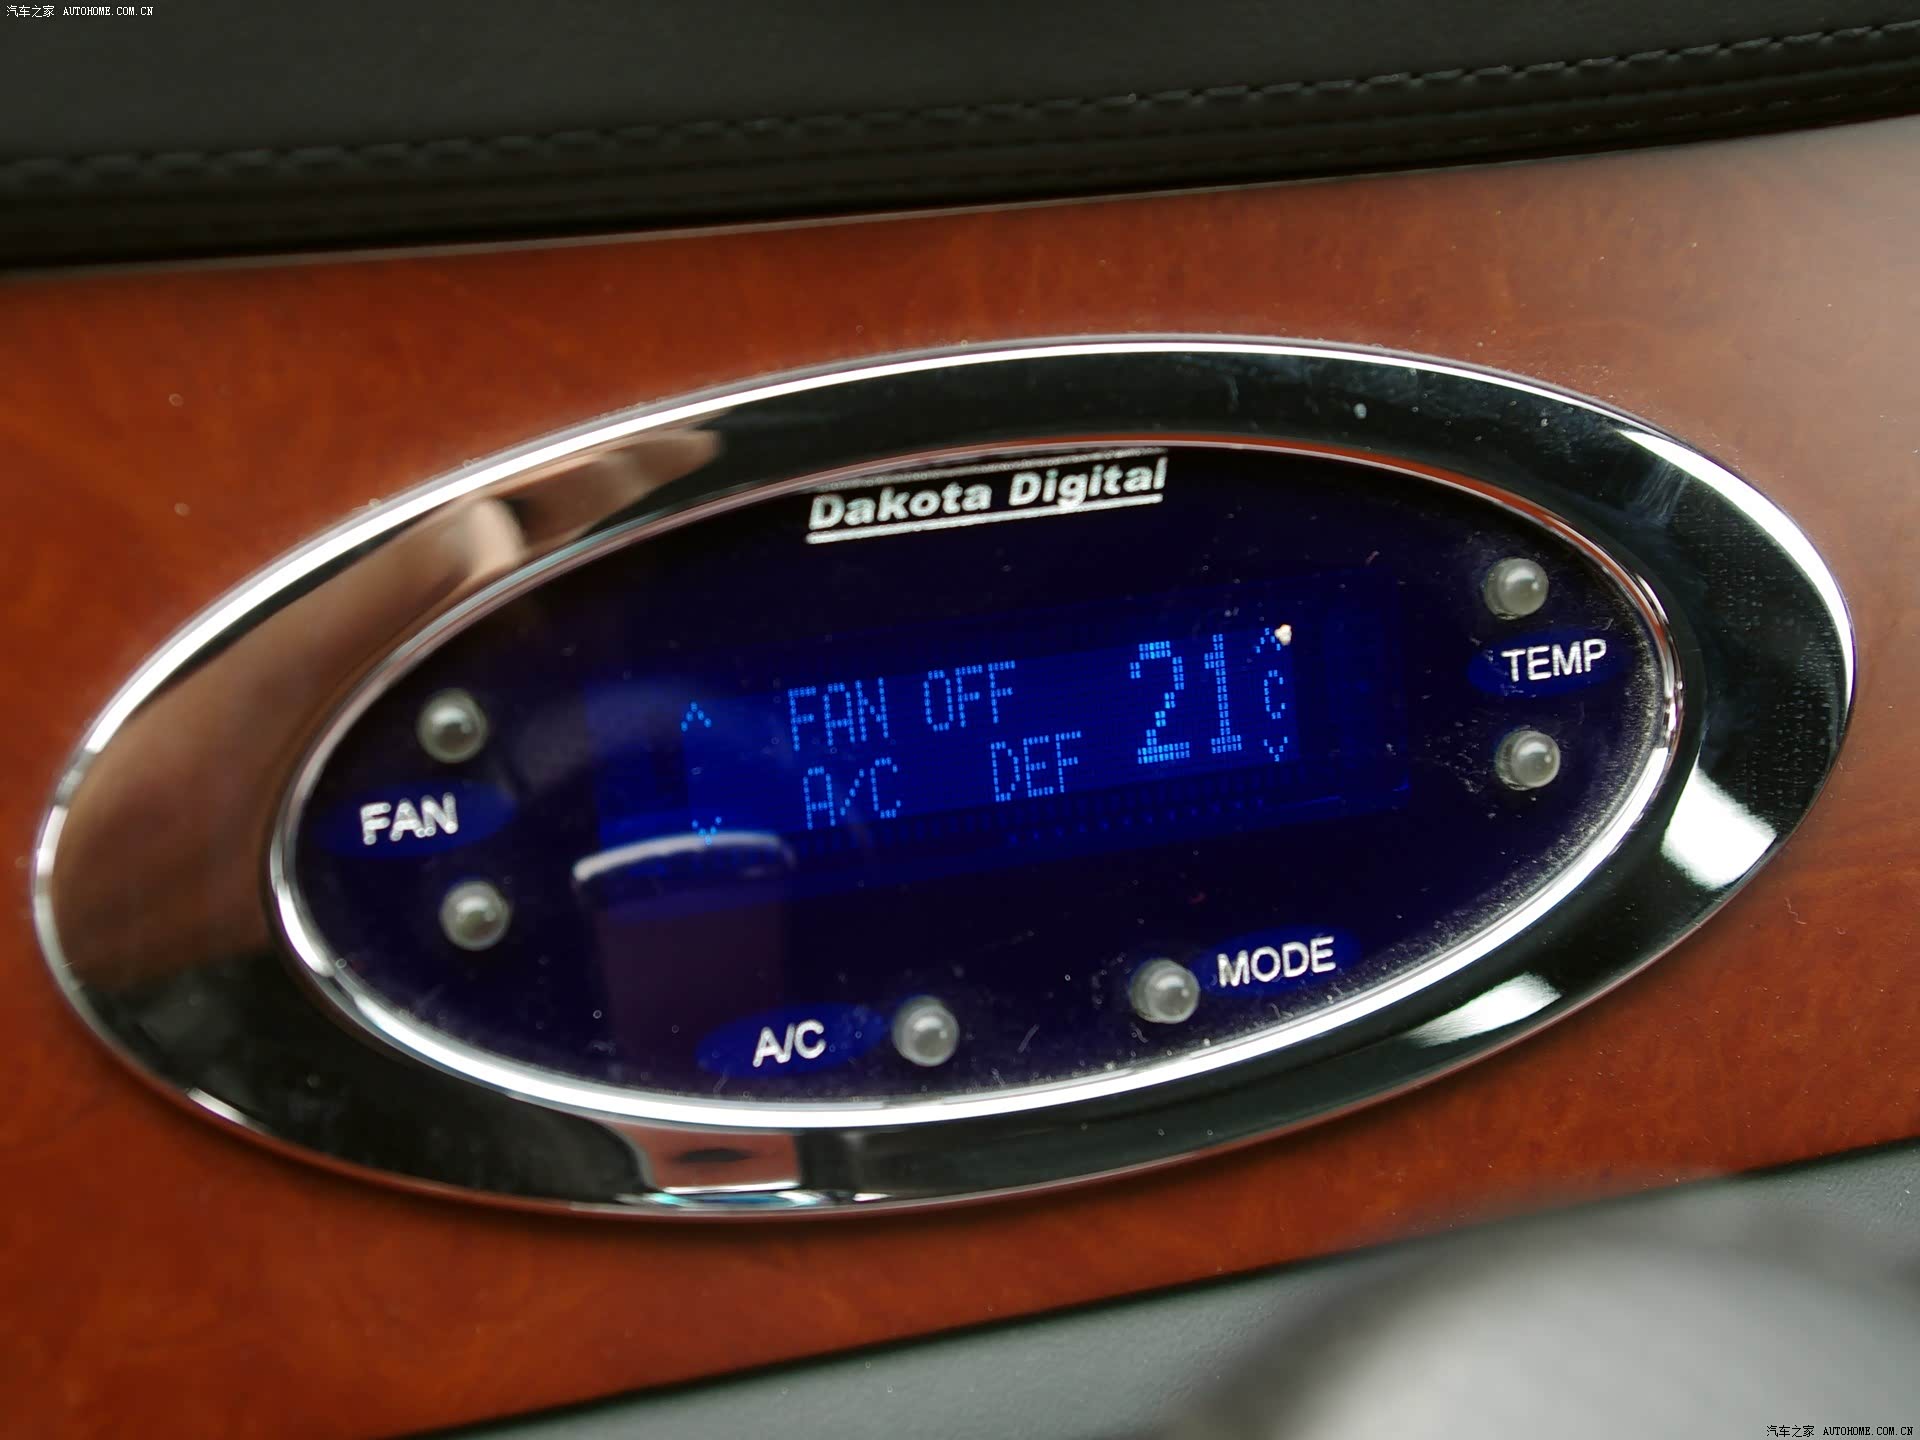 汽车之家 AUTOHOME.COM.CN
Dakota Digital
^ FAN OFF 21 ^
A/C DEF C
v v
TEMP
FAN
MODE
A/C
汽车之家 AUTOHOME.COM.CN